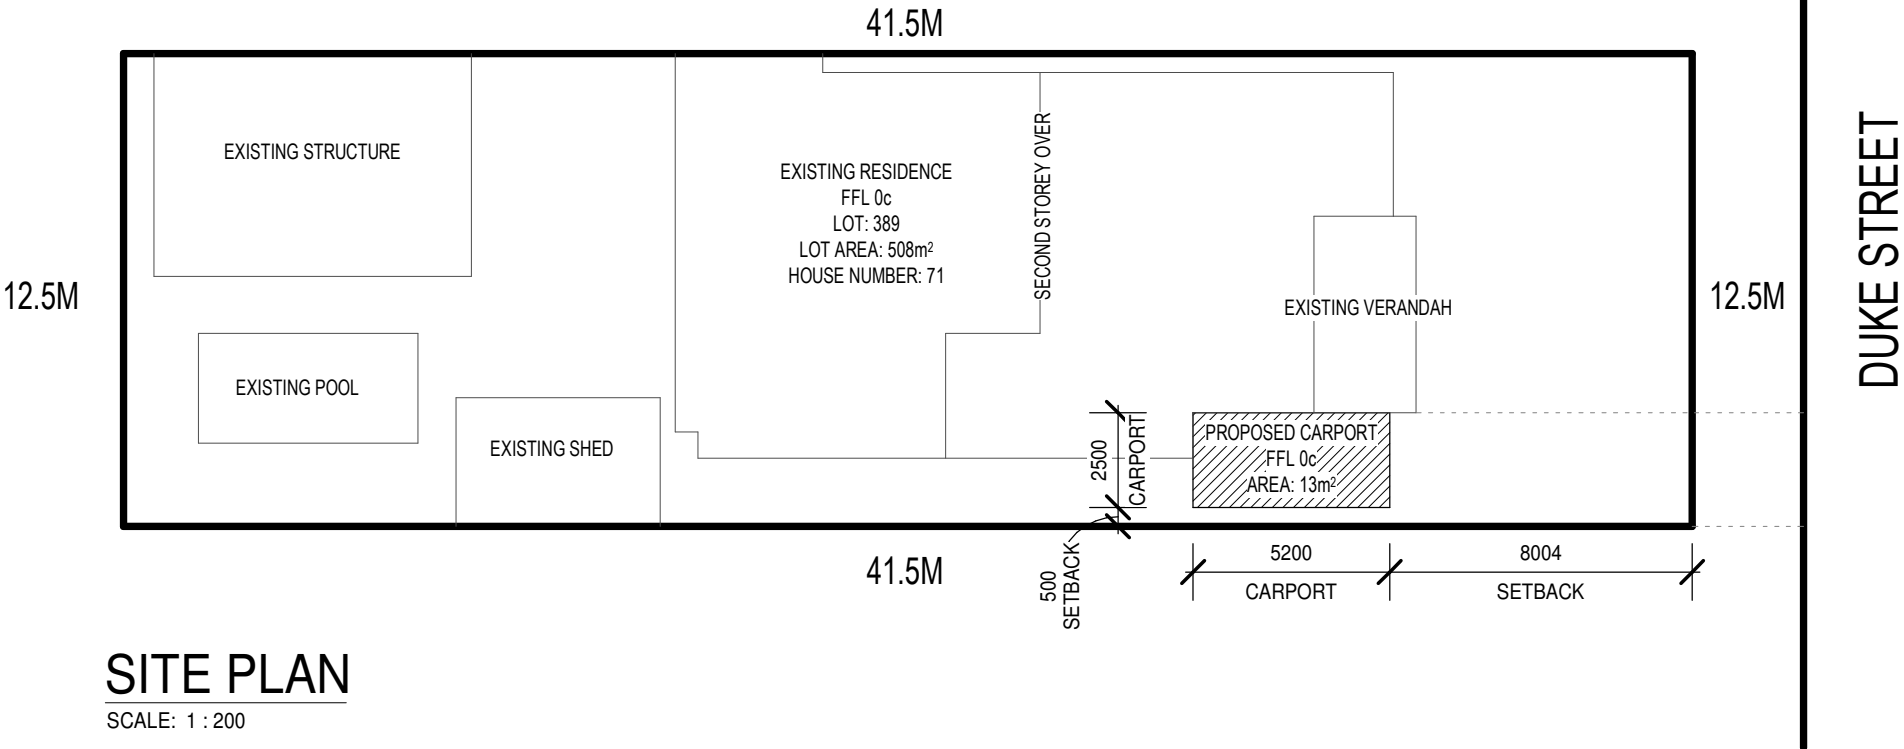 41.5M
EXISTING STRUCTURE
EXISTING RESIDENCE
FFL 0c
LOT: 389
LOT AREA: 508m²
HOUSE NUMBER: 71
SECOND STOREY OVER
DUKE STREET
12.5M
12.5M
EXISTING VERANDAH
EXISTING POOL
EXISTING SHED
2500
CARPORT
PROPOSED CARPORT
FFL 0c
AREA: 13m²
41.5M
500
SETBACK
5200
CARPORT
8004
SETBACK
SITE PLAN
SCALE: 1 : 200